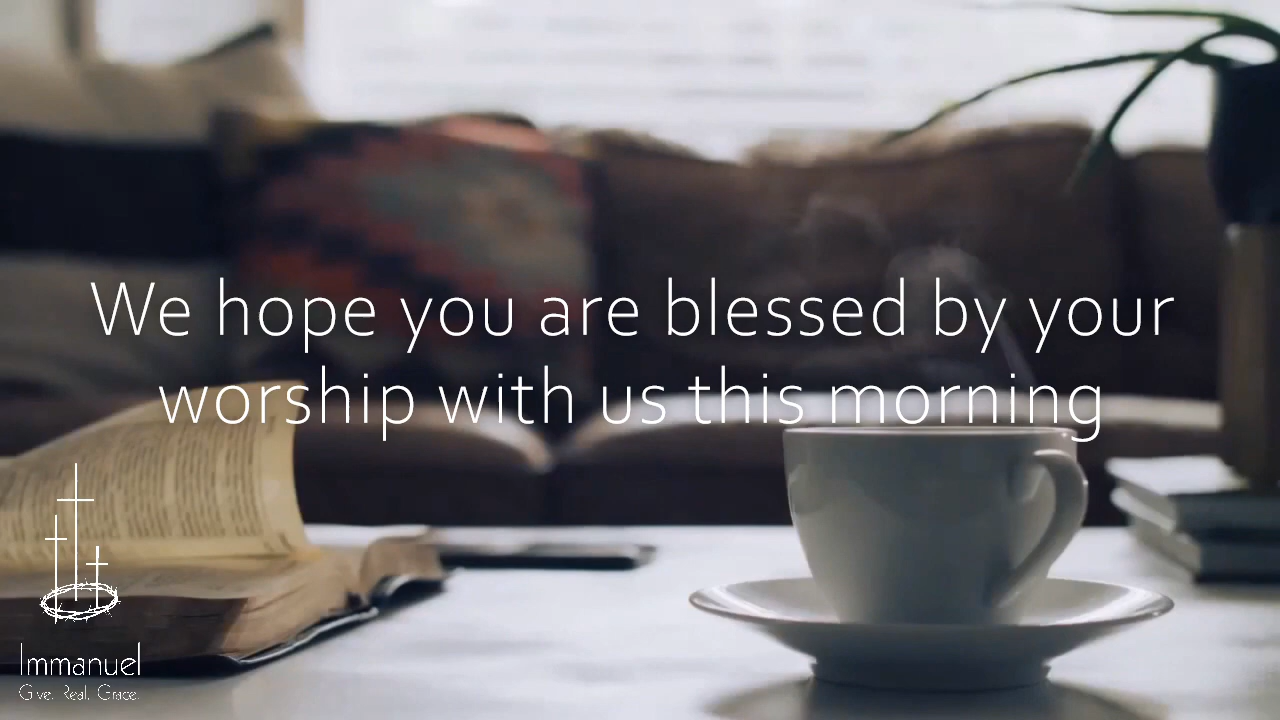 We hope you are blessed by your
worship with us this morning
Immanuel
Give. Real. Grace.